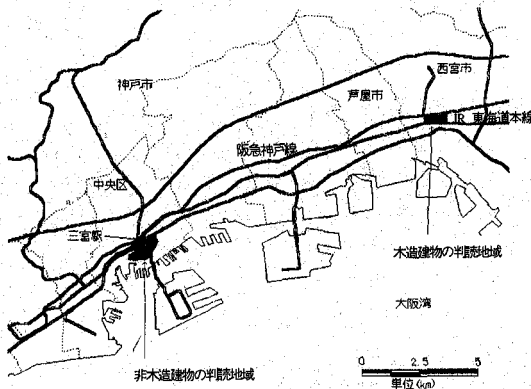 神戸市
西宮市
芦屋市
JR 東海道本線
阪急神戸線
中央区
三宮駅
木造建物の判読地域
大阪湾
非木造建物の判読地域
0 2.5 5
単位(km)